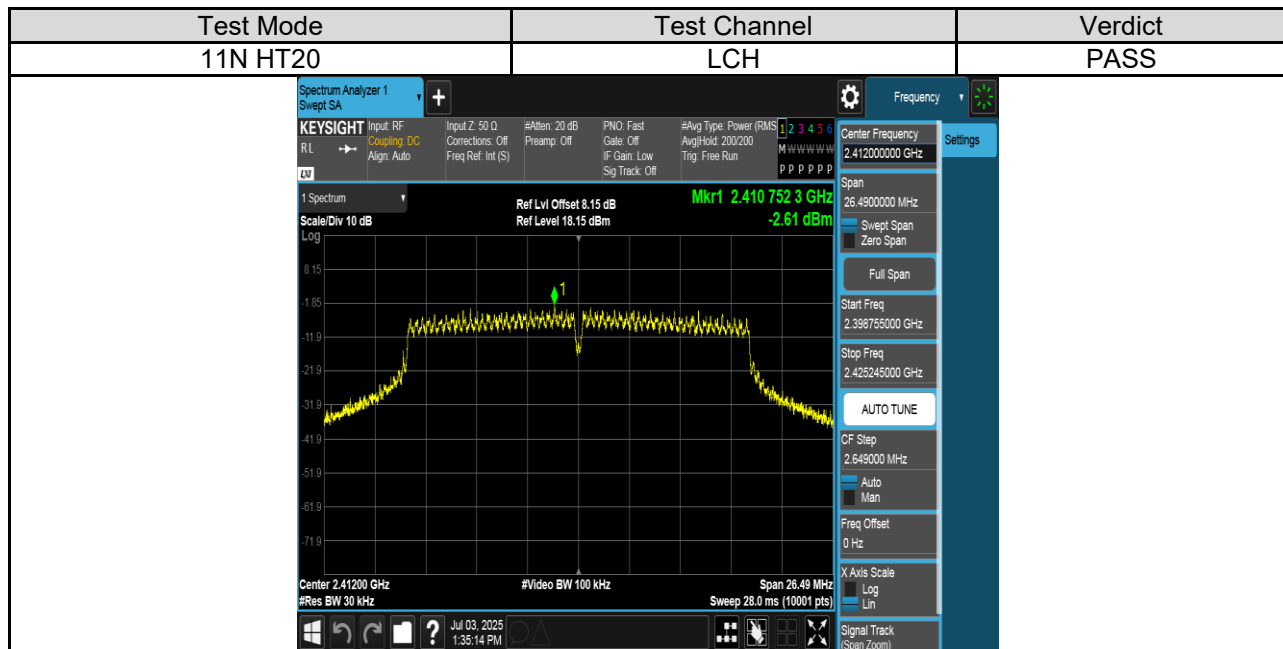 Test Mode Test Channel Verdict
11N HT20 LCH PASS
Spectrum Analyzer 1
Swept SA
Frequency
KEYSIGHT
RL
LXI
Input: RF
Coupling: DC
Align: Auto
Input Z: 50 Ω
Corrections: Off
Freq Ref: Int (S)
#Atten: 20 dB
Preamp: Off
PNO: Fast
Gate: Off
IF Gain: Low
Sig Track: Off
#Avg Type: Power (RMS
Avg|Hold: 200/200
Trig: Free Run
1 2 3 4 5 6
M W W W W W
P P P P P P
1 Spectrum
Scale/Div 10 dB
Ref Lvl Offset 8.15 dB
Ref Level 18.15 dBm
Mkr1 2.410 752 3 GHz
-2.61 dBm
Log
8.15
-1.85
-11.9
-21.9
-31.9
-41.9
-51.9
-61.9
-71.9
1
Center 2.41200 GHz
#Res BW 30 kHz
#Video BW 100 kHz
Span 26.49 MHz
Sweep 28.0 ms (10001 pts)
Jul 03, 2025
1:35:14 PM
Center Frequency
2.412000000 GHz
Span
26.4900000 MHz
Swept Span
Zero Span
Full Span
Start Freq
2.398755000 GHz
Stop Freq
2.425245000 GHz
AUTO TUNE
CF Step
2.649000 MHz
Auto
Man
Freq Offset
0 Hz
X Axis Scale
Log
Lin
Signal Track
(Span Zoom)
Settings